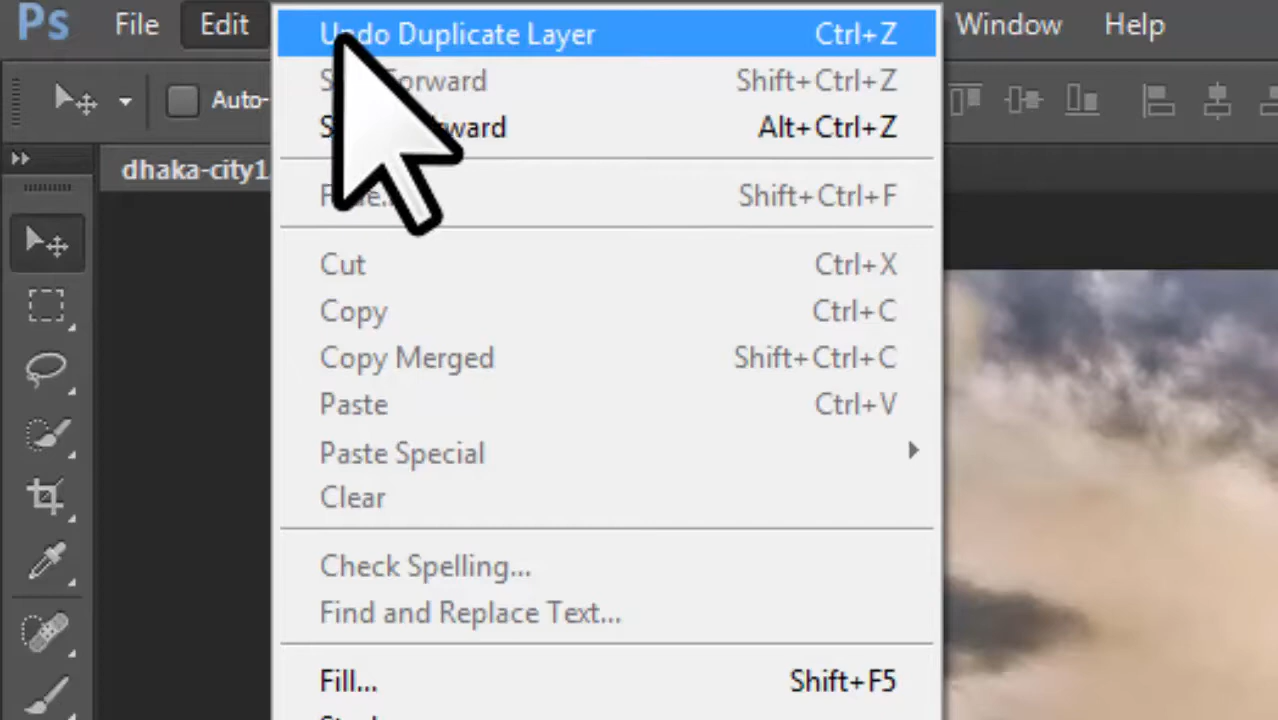 Ps File Edit Window Help
Undo Duplicate Layer Ctrl+Z
Forward Shift+Ctrl+Z
Auto-
Alt+Ctrl+Z
dhaka-city1
Shift+Ctrl+F
Cut Ctrl+X
Copy Ctrl+C
Copy Merged Shift+Ctrl+C
Paste Ctrl+V
Paste Special
Clear
Check Spelling...
Find and Replace Text...
Fill... Shift+F5